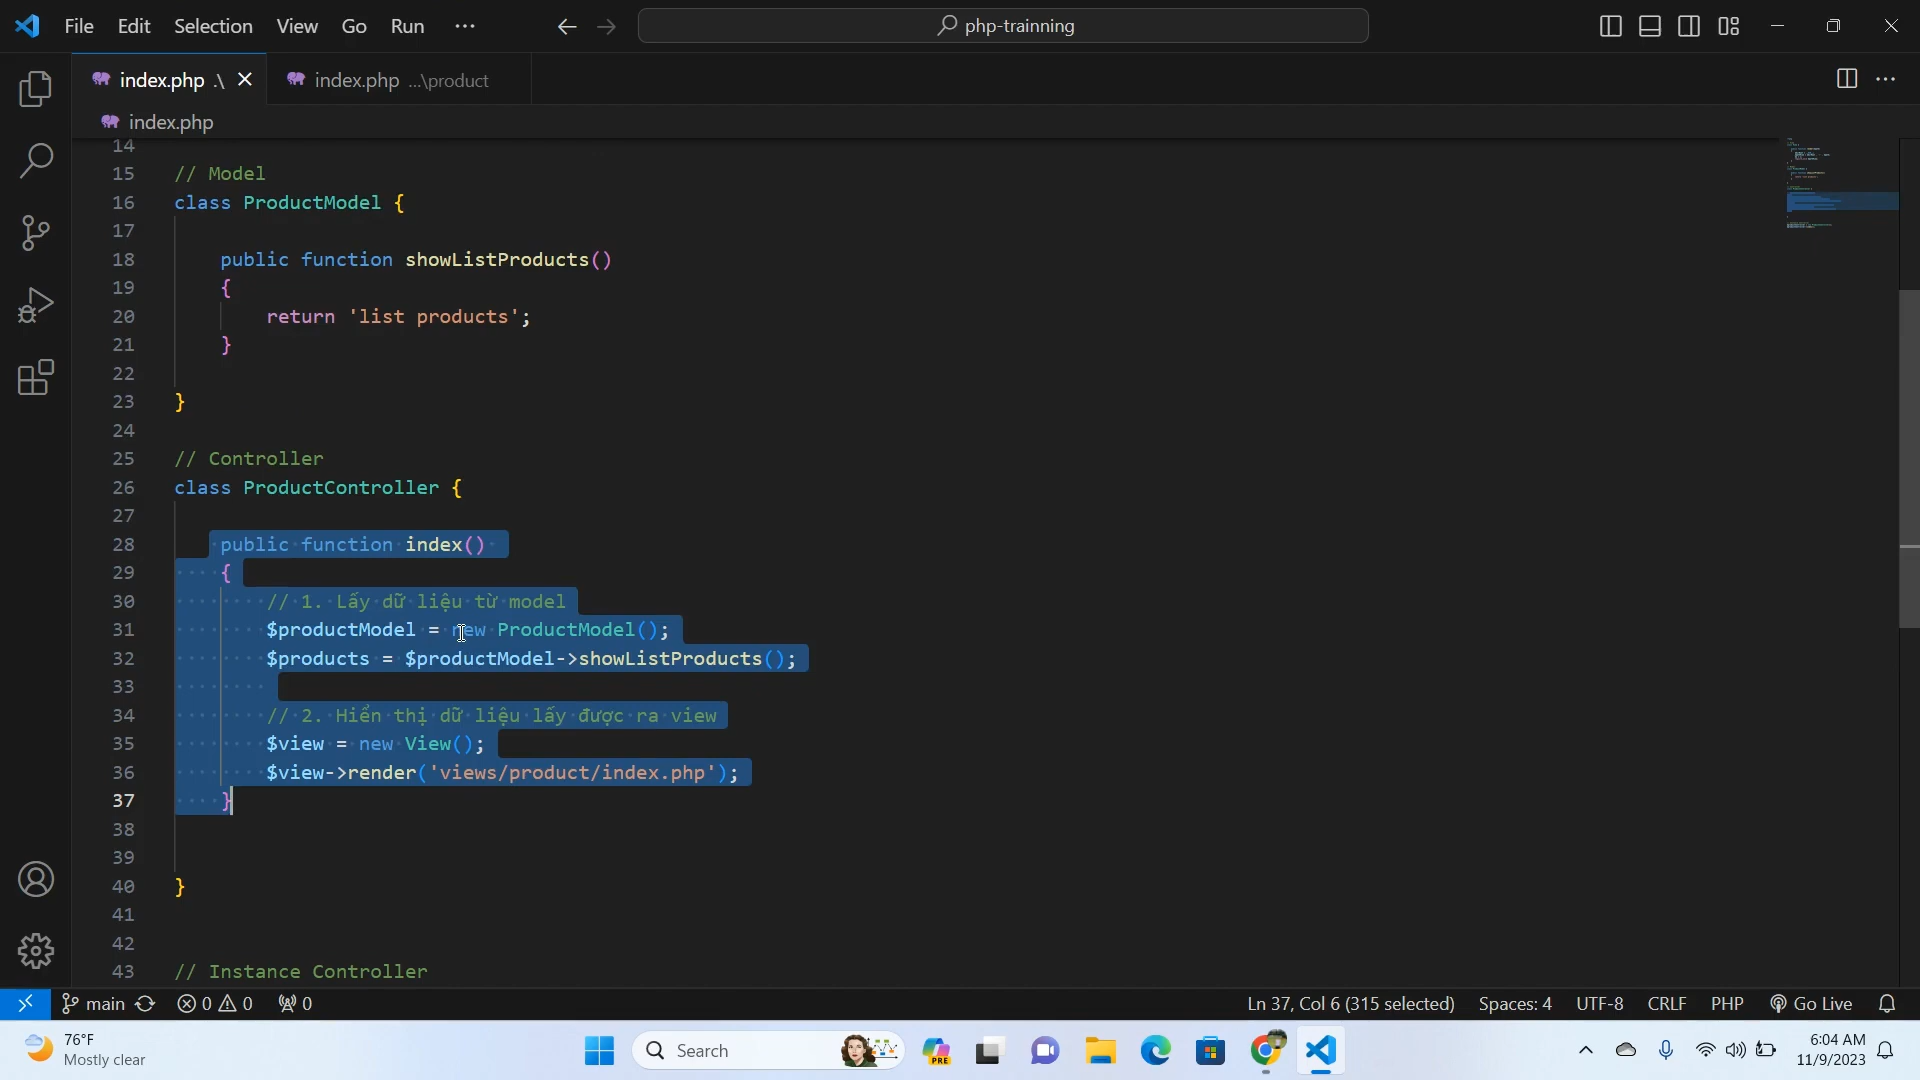 File Edit Selection View Go Run ··· php-trainning
index.php .\ index.php ...\product
index.php
14
15 // Model
16 class ProductModel {
17
18 public function showListProducts()
19 {
20 return 'list products';
21 }
22
23 }
24
25 // Controller
26 class ProductController {
27
28 public function index()
29 {
30 // 1. Lấy dữ liệu từ model
31 $productModel = new ProductModel();
32 $products = $productModel->showListProducts();
33
34 // 2. Hiển thị dữ liệu lấy được ra view
35 $view = new View();
36 $view->render('views/product/index.php');
37 }
38
39
40 }
41
42
43 // Instance Controller
main 0 0 0 Ln 37, Col 6 (315 selected) Spaces: 4 UTF-8 CRLF PHP Go Live
76°F
Mostly clear
Search
PRE
6:04 AM
11/9/2023